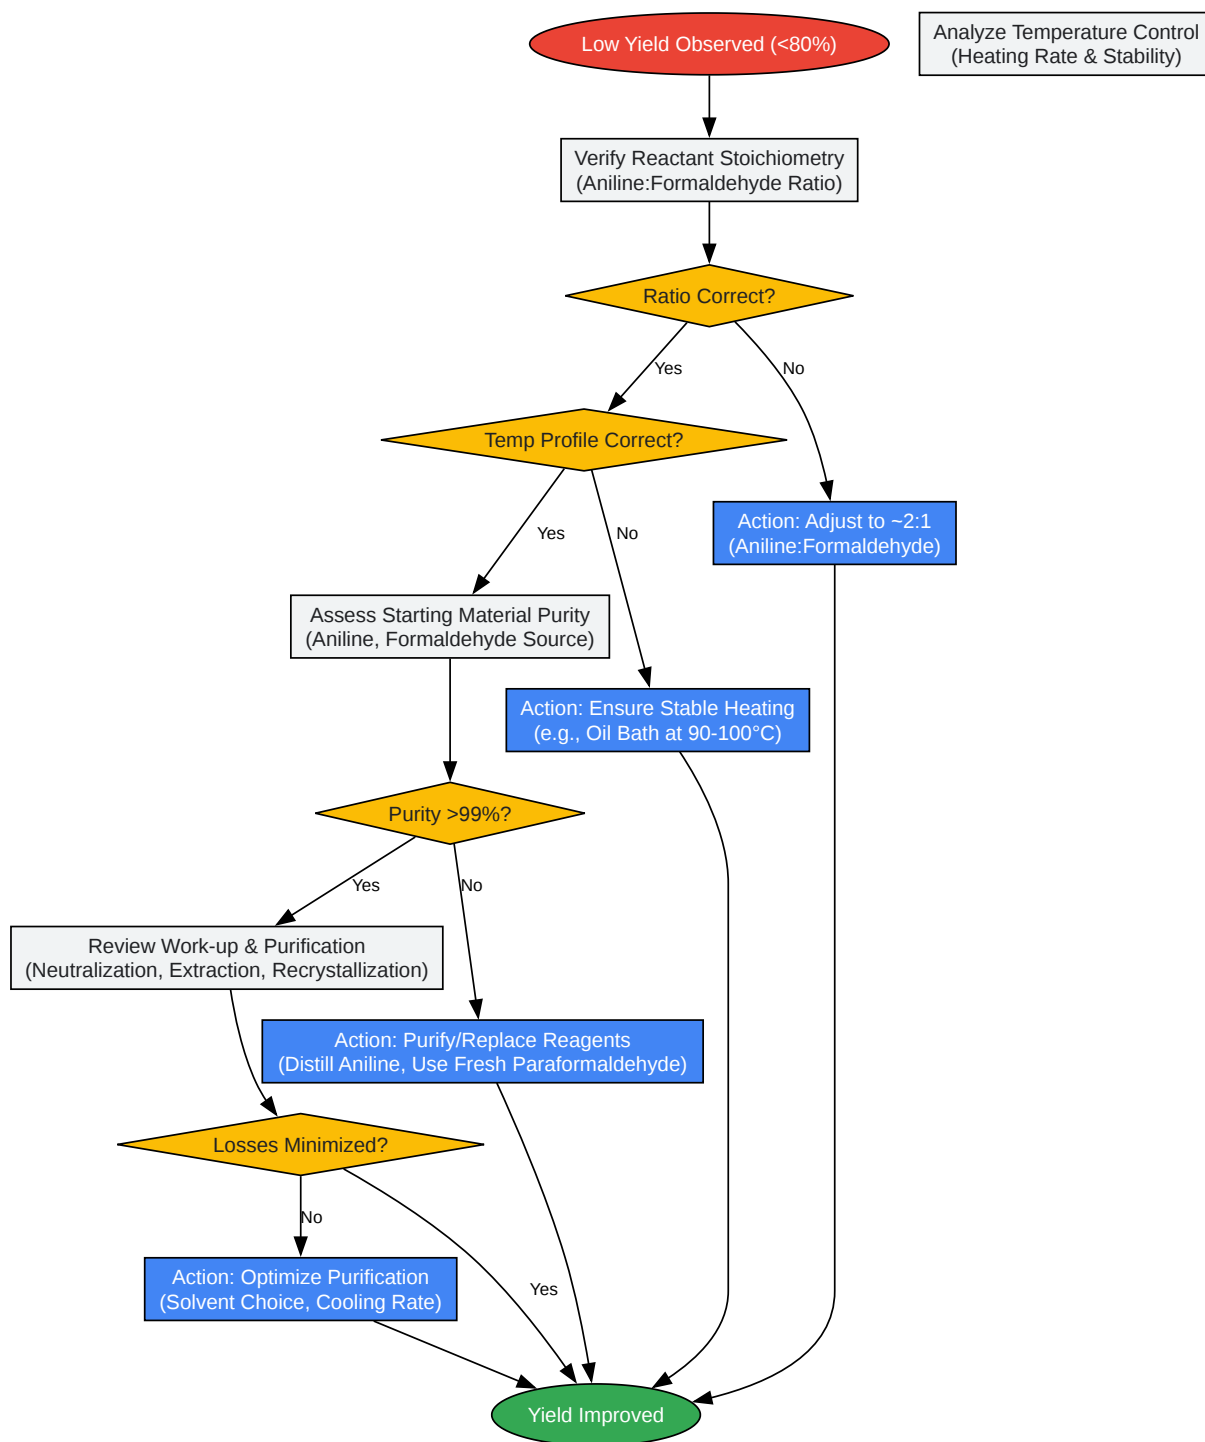 Low Yield Observed (<80%)
Analyze Temperature Control
(Heating Rate & Stability)
Verify Reactant Stoichiometry
(Aniline:Formaldehyde Ratio)
Ratio Correct?
Yes
No
Temp Profile Correct?
Yes
No
Action: Adjust to ~2:1
(Aniline:Formaldehyde)
Assess Starting Material Purity
(Aniline, Formaldehyde Source)
Action: Ensure Stable Heating
(e.g., Oil Bath at 90-100°C)
Purity >99%?
Yes
No
Review Work-up & Purification
(Neutralization, Extraction, Recrystallization)
Action: Purify/Replace Reagents
(Distill Aniline, Use Fresh Paraformaldehyde)
Losses Minimized?
No
Yes
Action: Optimize Purification
(Solvent Choice, Cooling Rate)
Yield Improved